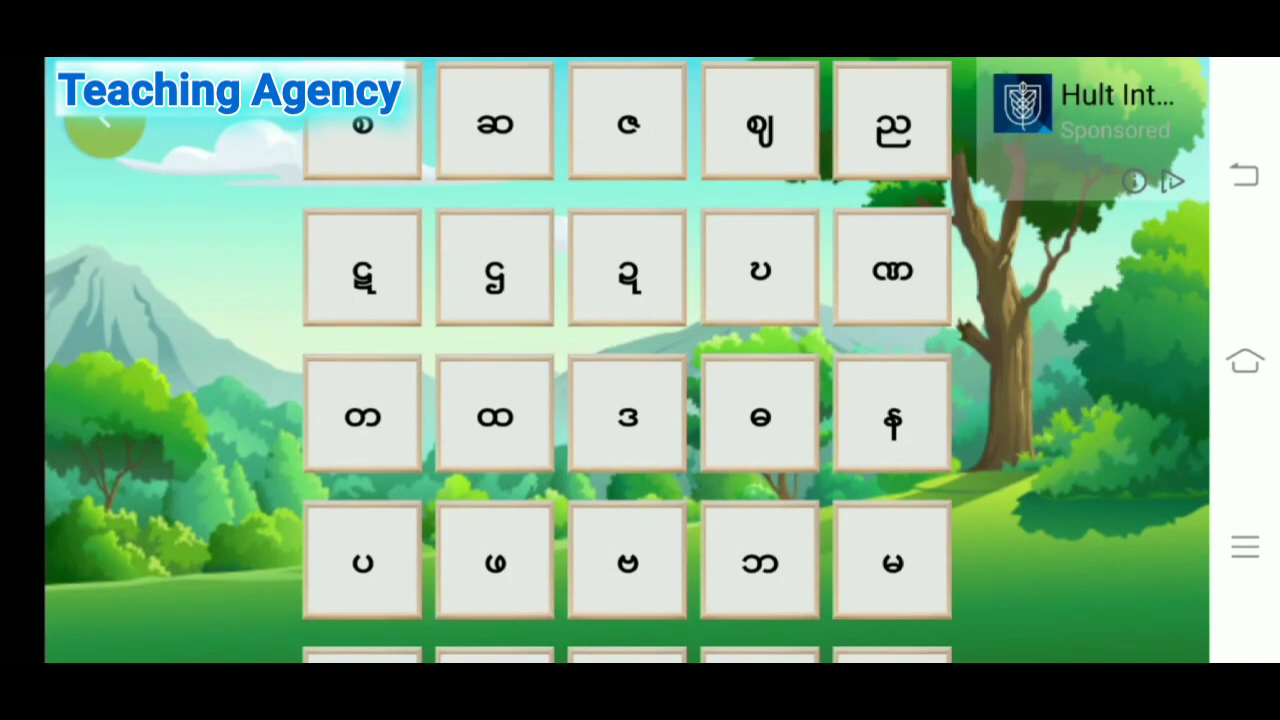 Teaching Agency
စ ဆ ဇ ဈ ည
Hult Int...
Sponsored
ဋ ဌ ဍ ဎ ဏ
တ ထ ဒ ဓ န
ပ ဖ ဗ ဘ မ